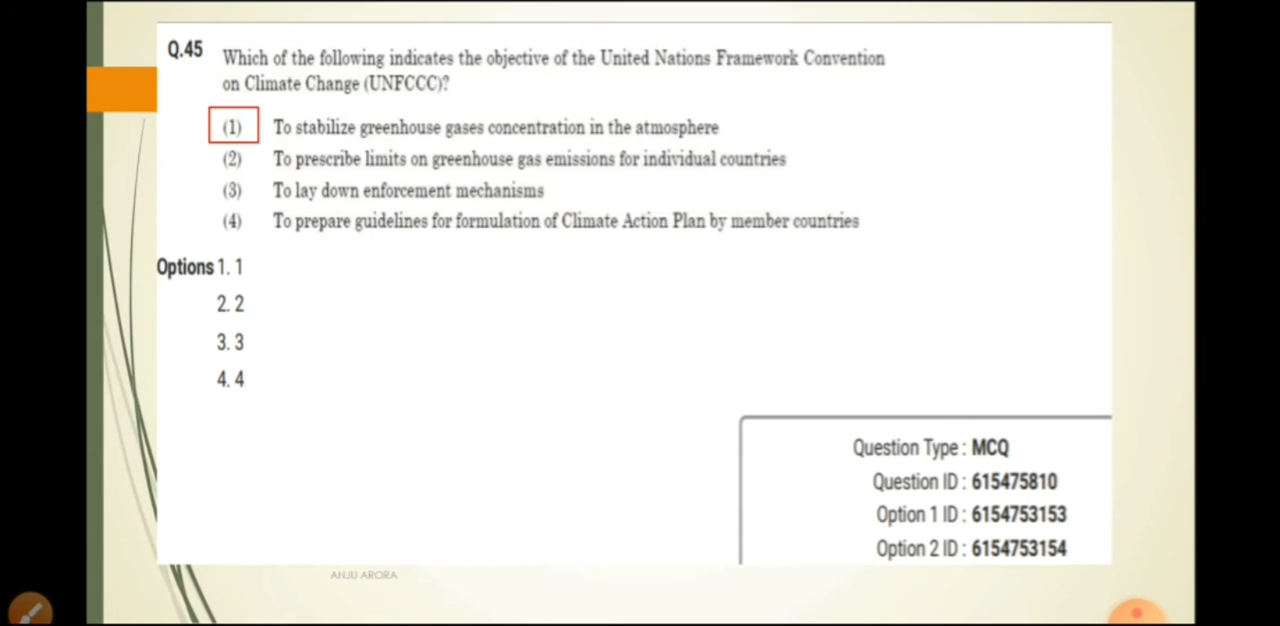 Q.45 Which of the following indicates the objective of the United Nations Framework Convention
on Climate Change (UNFCCC)?
(1) To stabilize greenhouse gases concentration in the atmosphere
(2) To prescribe limits on greenhouse gas emissions for individual countries
(3) To lay down enforcement mechanisms
(4) To prepare guidelines for formulation of Climate Action Plan by member countries
Options 1. 1
2. 2
3. 3
4. 4
Question Type : MCQ
Question ID : 615475810
Option 1 ID : 6154753153
Option 2 ID : 6154753154
ANJU ARORA